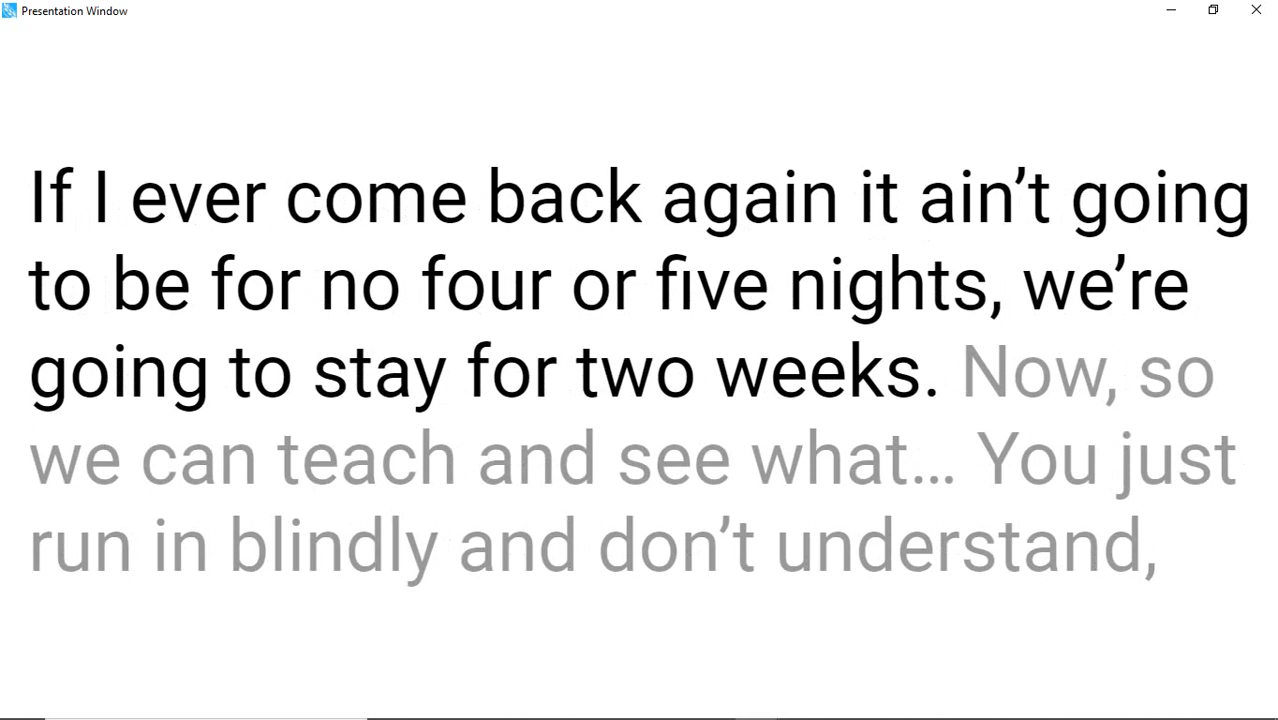 Presentation Window
If I ever come back again it ain’t going
to be for no four or five nights, we’re
going to stay for two weeks. Now, so
we can teach and see what… You just
run in blindly and don’t understand,